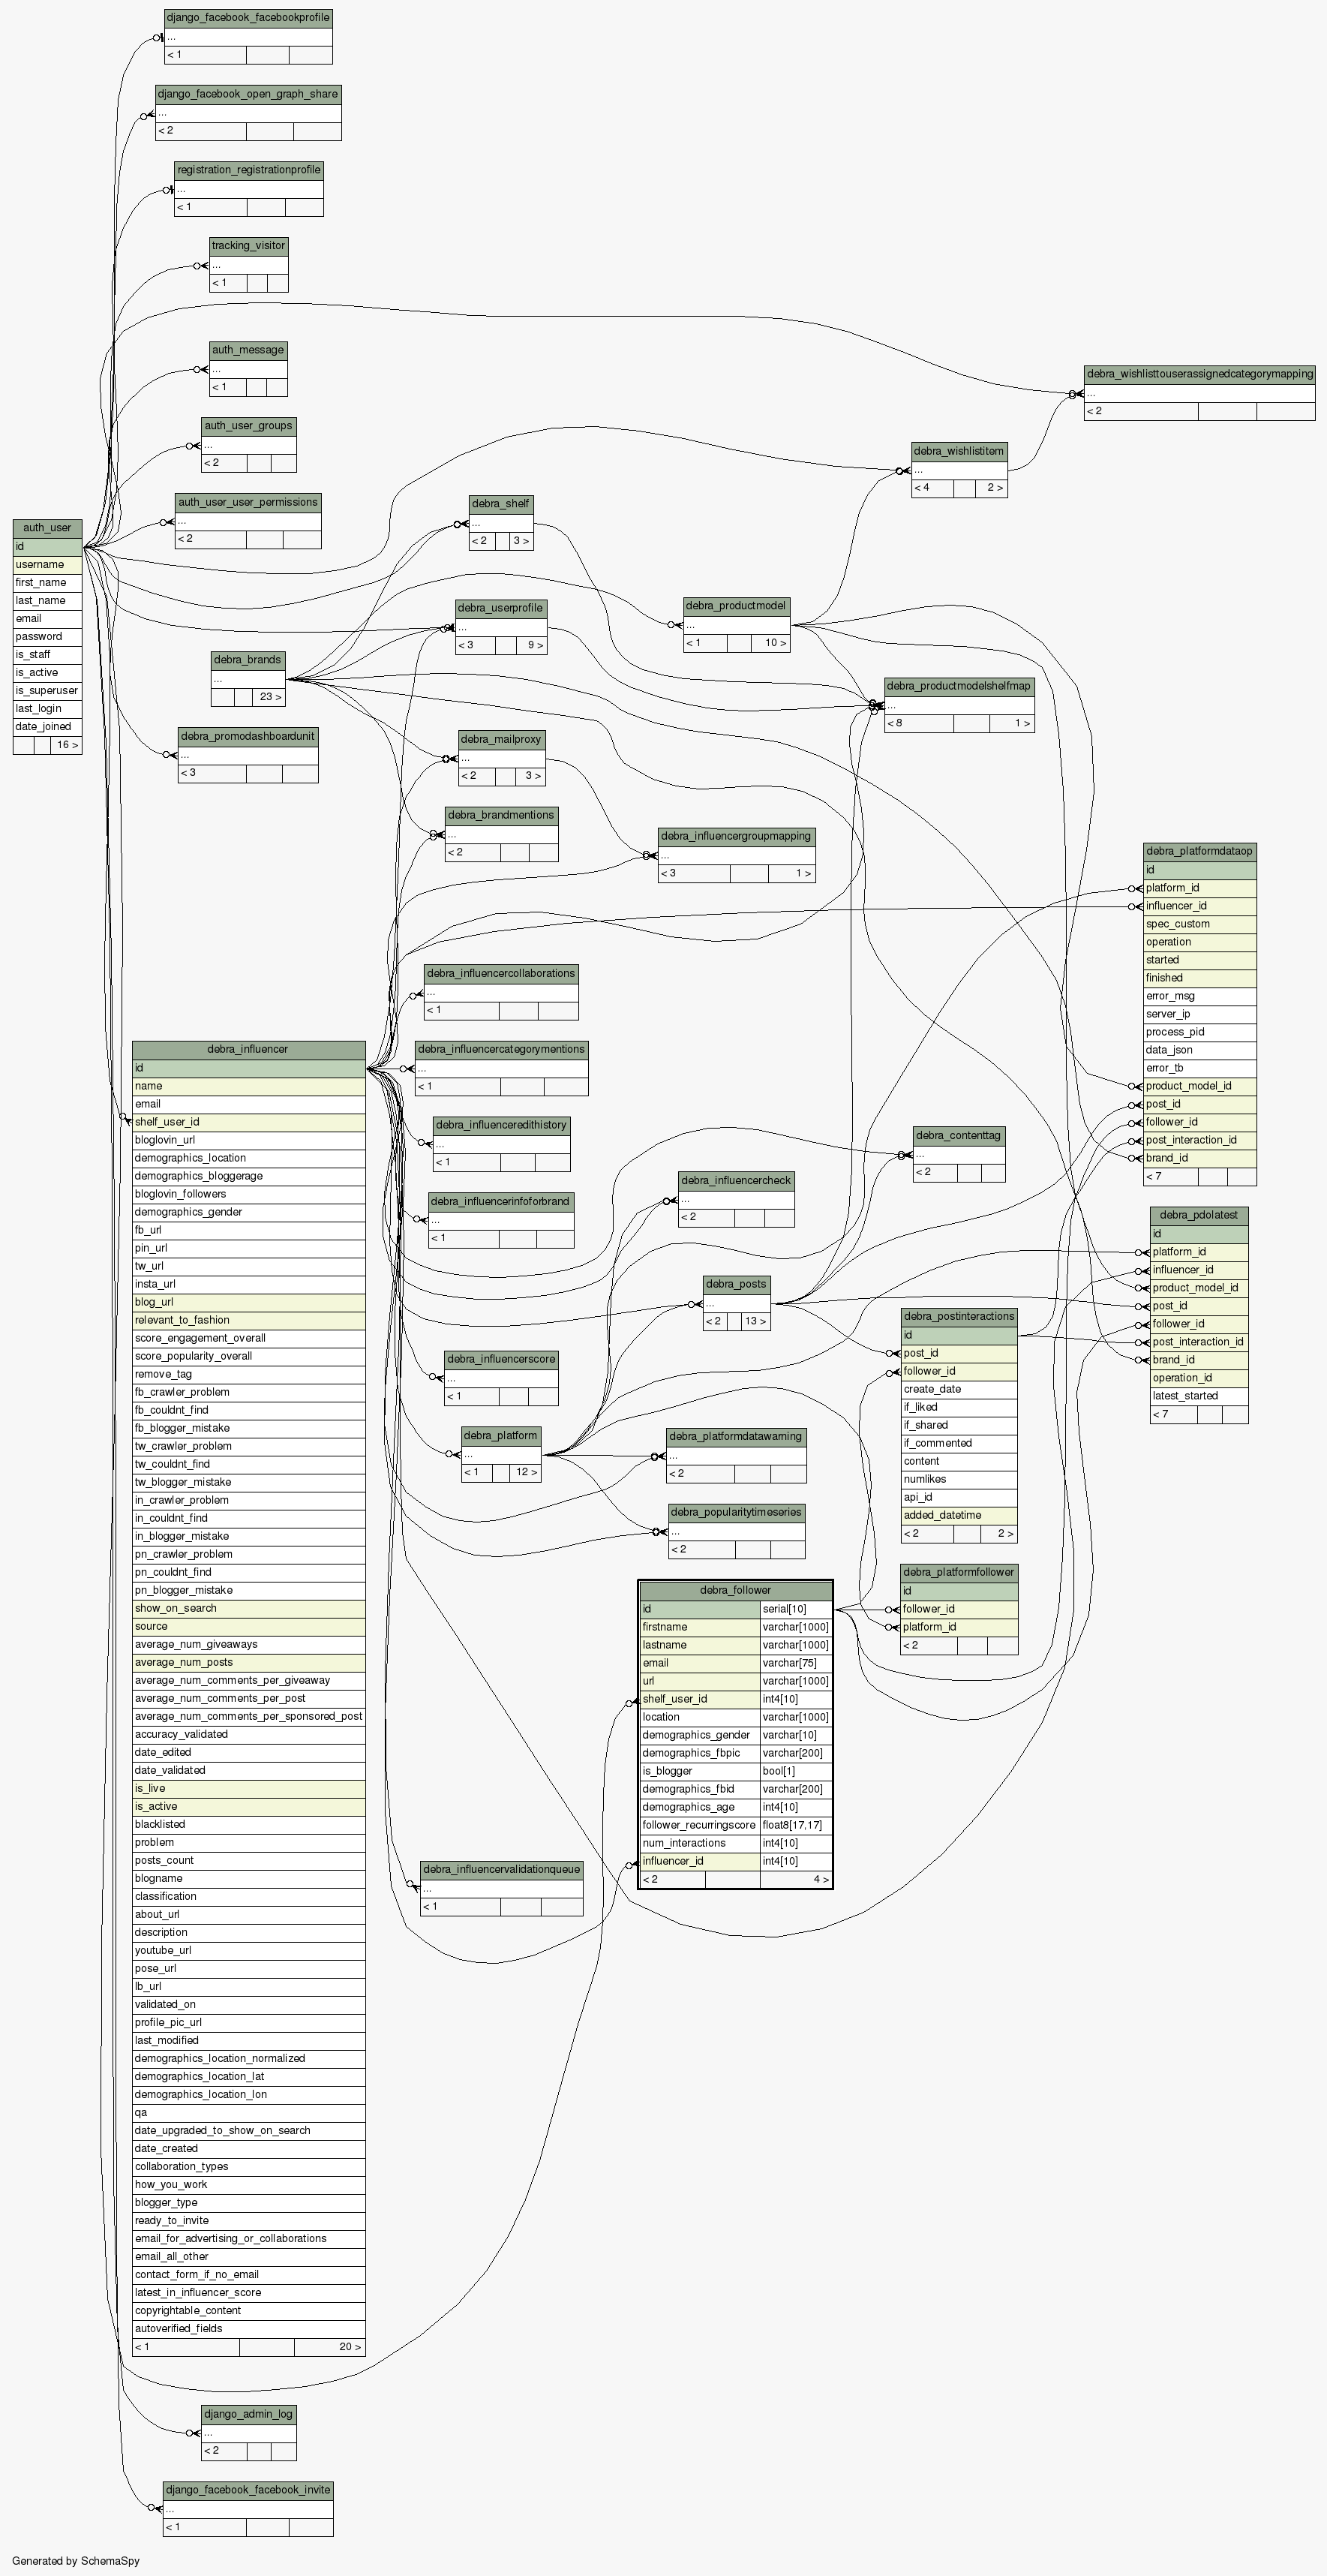 django_facebook_facebookprofile
...
< 1
django_facebook_open_graph_share
...
< 2
registration_registrationprofile
...
< 1
tracking_visitor
...
< 1
auth_message
...
< 1
auth_user_groups
...
< 2
auth_user_user_permissions
...
< 2
auth_user
id
username
first_name
last_name
email
password
is_staff
is_active
is_superuser
last_login
date_joined
16 >
debra_wishlisttouserassignedcategorymapping
...
< 2
debra_wishlistitem
...
< 4 2 >
debra_shelf
...
< 2 3 >
debra_userprofile
...
< 3 9 >
debra_productmodel
...
< 1 10 >
debra_brands
...
23 >
debra_productmodelshelfmap
...
< 8 1 >
debra_promodashboardunit
...
< 3
debra_mailproxy
...
< 2 3 >
debra_brandmentions
...
< 2
debra_influencergroupmapping
...
< 3 1 >
debra_platformdataop
id
platform_id
influencer_id
spec_custom
operation
started
finished
error_msg
server_ip
process_pid
data_json
error_tb
product_model_id
post_id
follower_id
post_interaction_id
brand_id
< 7
debra_influencercollaborations
...
< 1
debra_influencercategorymentions
...
< 1
debra_influenceredithistory
...
< 1
debra_influencerinfoforbrand
...
< 1
debra_contenttag
...
< 2
debra_influencercheck
...
< 2
debra_posts
...
< 2 13 >
debra_pdolatest
id
platform_id
influencer_id
product_model_id
post_id
follower_id
post_interaction_id
brand_id
operation_id
latest_started
< 7
debra_postinteractions
id
post_id
follower_id
create_date
if_liked
if_shared
if_commented
content
numlikes
api_id
added_datetime
< 2 2 >
debra_influencerscore
...
< 1
debra_platform
...
< 1 12 >
debra_platformdatawarning
...
< 2
debra_popularitytimeseries
...
< 2
debra_platformfollower
id
follower_id
platform_id
< 2
debra_follower
id serial[10]
firstname varchar[1000]
lastname varchar[1000]
email varchar[75]
url varchar[1000]
shelf_user_id int4[10]
location varchar[1000]
demographics_gender varchar[10]
demographics_fbpic varchar[200]
is_blogger bool[1]
demographics_fbid varchar[200]
demographics_age int4[10]
follower_recurringscore float8[17,17]
num_interactions int4[10]
influencer_id int4[10]
< 2 4 >
debra_influencervalidationqueue
...
< 1
debra_influencer
id
name
email
shelf_user_id
bloglovin_url
demographics_location
demographics_bloggerage
bloglovin_followers
demographics_gender
fb_url
pin_url
tw_url
insta_url
blog_url
relevant_to_fashion
score_engagement_overall
score_popularity_overall
remove_tag
fb_crawler_problem
fb_couldnt_find
fb_blogger_mistake
tw_crawler_problem
tw_couldnt_find
tw_blogger_mistake
in_crawler_problem
in_couldnt_find
in_blogger_mistake
pn_crawler_problem
pn_couldnt_find
pn_blogger_mistake
show_on_search
source
average_num_giveaways
average_num_posts
average_num_comments_per_giveaway
average_num_comments_per_post
average_num_comments_per_sponsored_post
accuracy_validated
date_edited
date_validated
is_live
is_active
blacklisted
problem
posts_count
blogname
classification
about_url
description
youtube_url
pose_url
lb_url
validated_on
profile_pic_url
last_modified
demographics_location_normalized
demographics_location_lat
demographics_location_lon
qa
date_upgraded_to_show_on_search
date_created
collaboration_types
how_you_work
blogger_type
ready_to_invite
email_for_advertising_or_collaborations
email_all_other
contact_form_if_no_email
latest_in_influencer_score
copyrightable_content
autoverified_fields
< 1 20 >
django_admin_log
...
< 2
django_facebook_facebook_invite
...
< 1
Generated by SchemaSpy